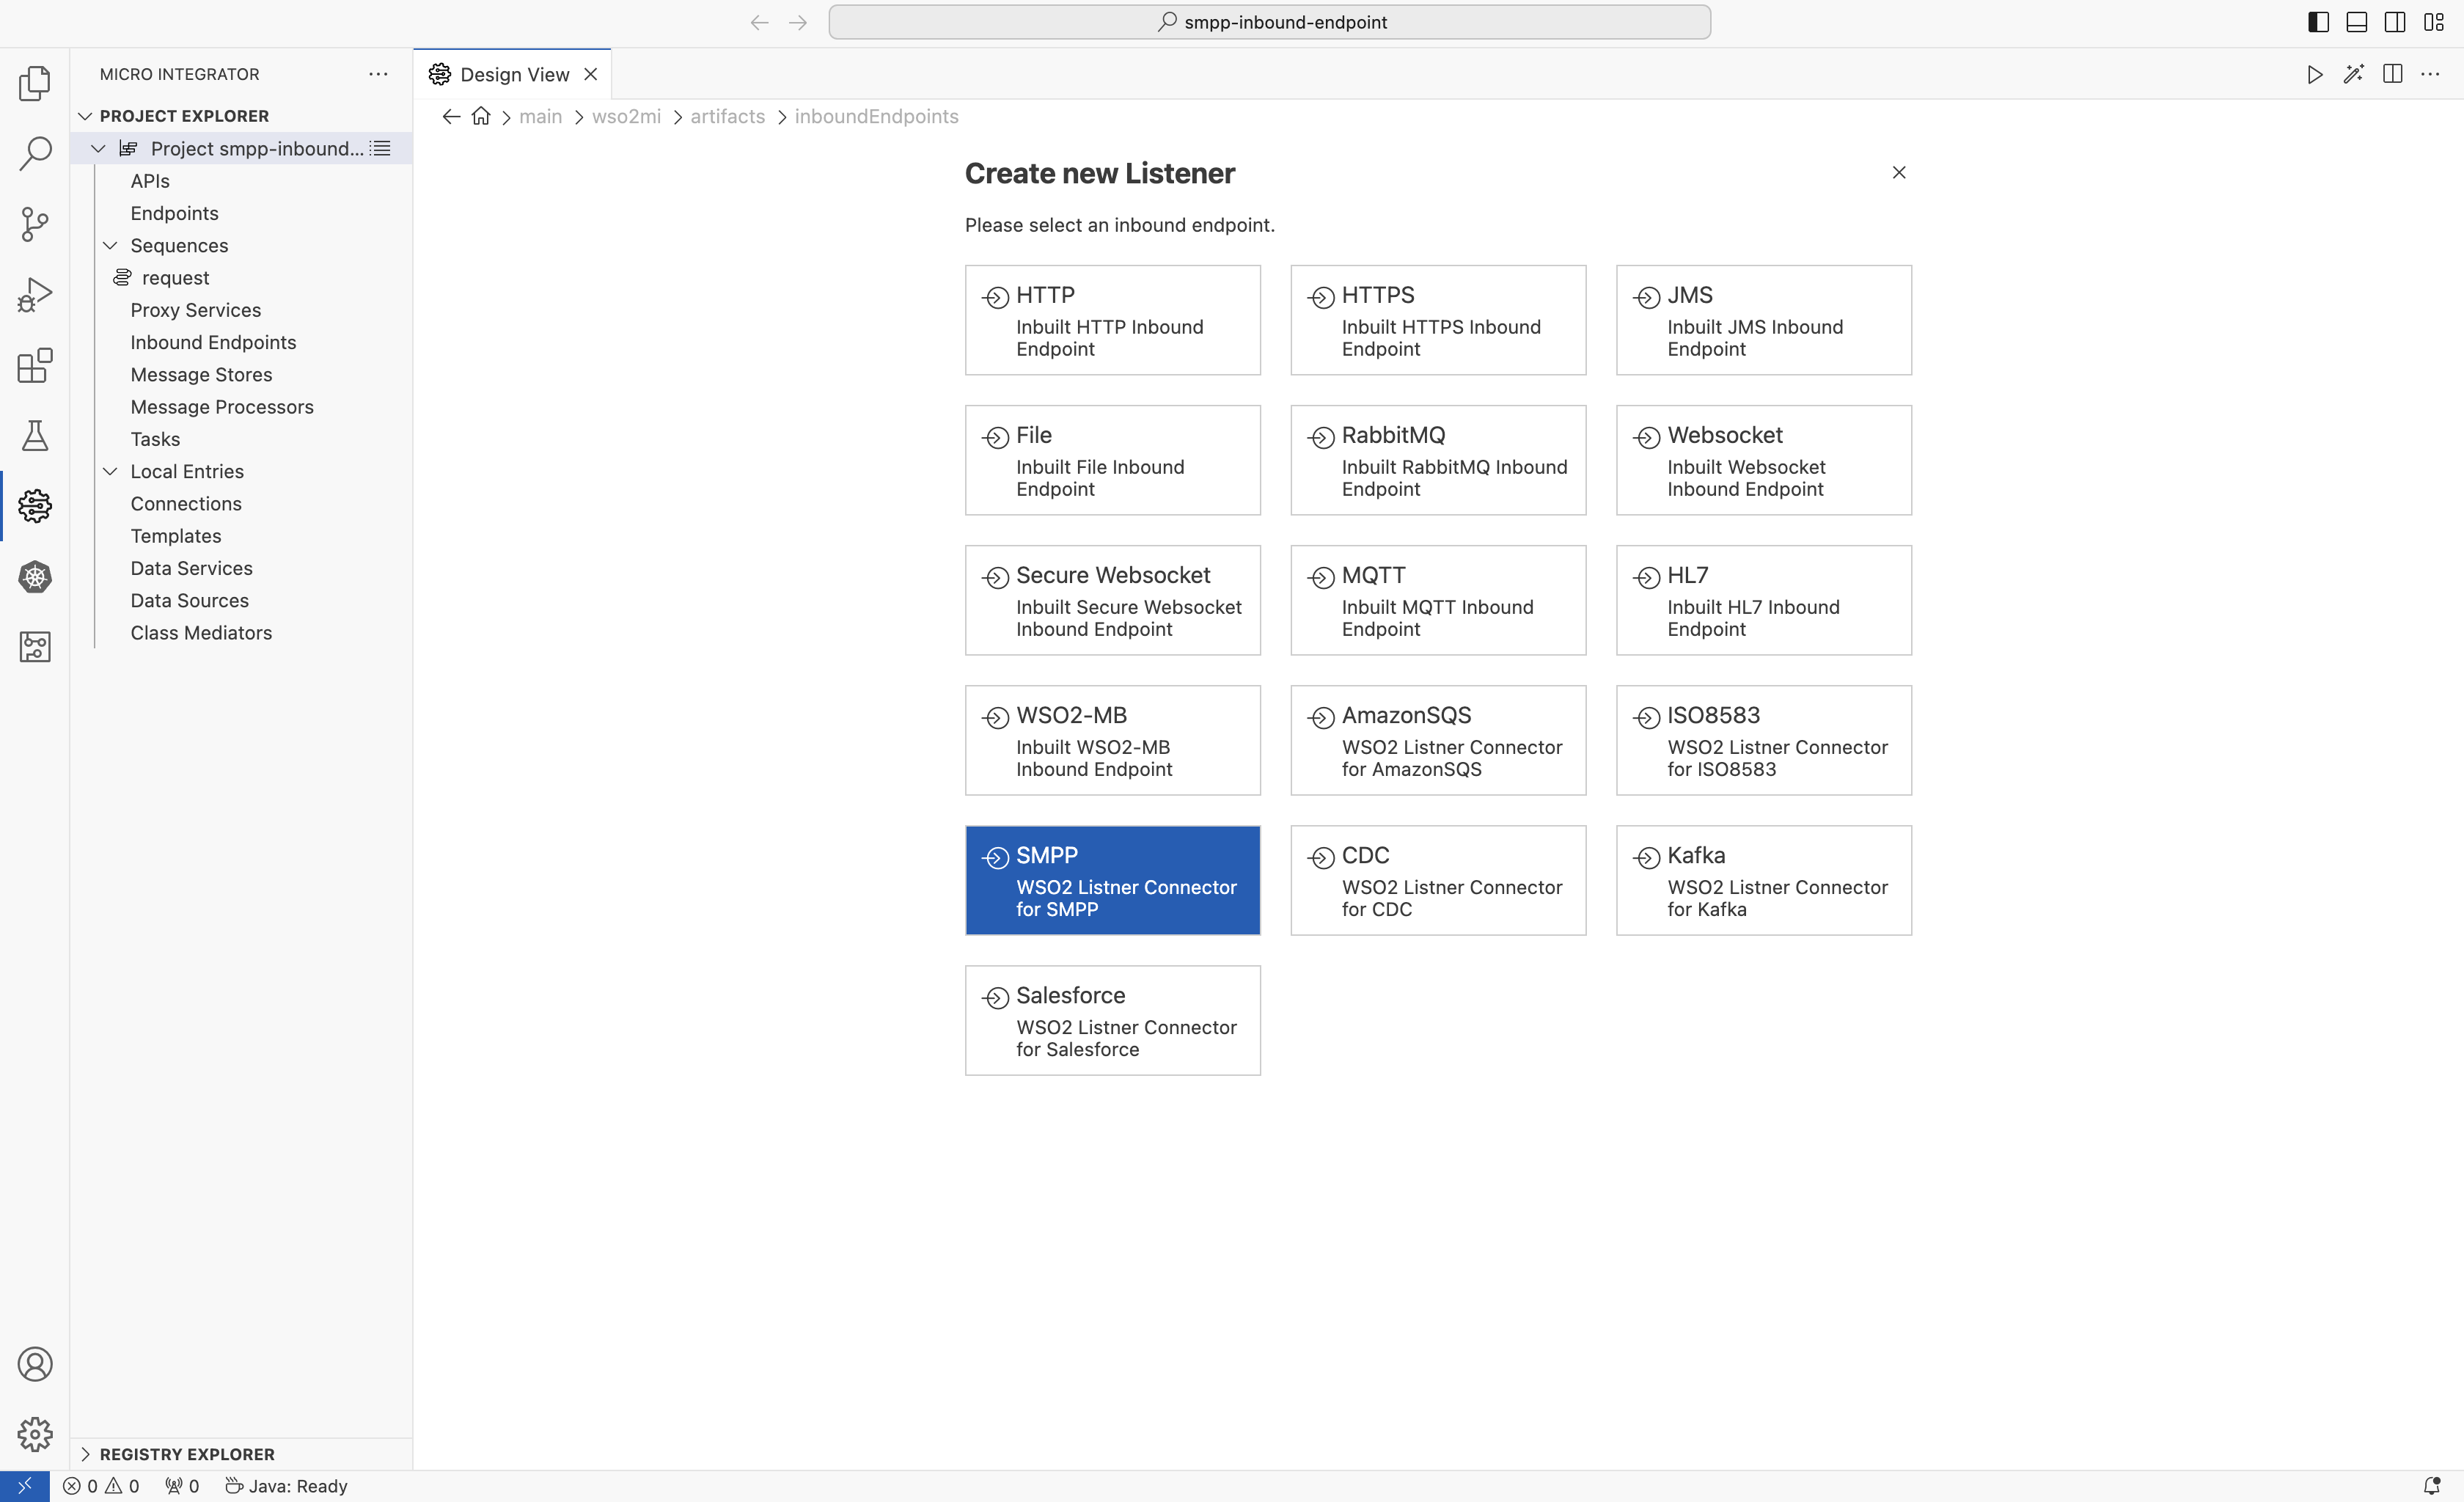 smpp-inbound-endpoint
MICRO INTEGRATOR
Design View
PROJECT EXPLORER
main
wso2mi
artifacts
inboundEndpoints
Project smpp-inbound...
APIs
Endpoints
Sequences
request
Proxy Services
Inbound Endpoints
Message Stores
Message Processors
Tasks
Local Entries
Connections
Templates
Data Services
Data Sources
Class Mediators
Create new Listener
Please select an inbound endpoint.
HTTP
Inbuilt HTTP Inbound
Endpoint
HTTPS
Inbuilt HTTPS Inbound
Endpoint
JMS
Inbuilt JMS Inbound
Endpoint
File
Inbuilt File Inbound
Endpoint
RabbitMQ
Inbuilt RabbitMQ Inbound
Endpoint
Websocket
Inbuilt Websocket
Inbound Endpoint
Secure Websocket
Inbuilt Secure Websocket
Inbound Endpoint
MQTT
Inbuilt MQTT Inbound
Endpoint
HL7
Inbuilt HL7 Inbound
Endpoint
WSO2-MB
Inbuilt WSO2-MB
Inbound Endpoint
AmazonSQS
WSO2 Listner Connector
for AmazonSQS
ISO8583
WSO2 Listner Connector
for ISO8583
SMPP
WSO2 Listner Connector
for SMPP
CDC
WSO2 Listner Connector
for CDC
Kafka
WSO2 Listner Connector
for Kafka
Salesforce
WSO2 Listner Connector
for Salesforce
REGISTRY EXPLORER
0 0 0 Java: Ready